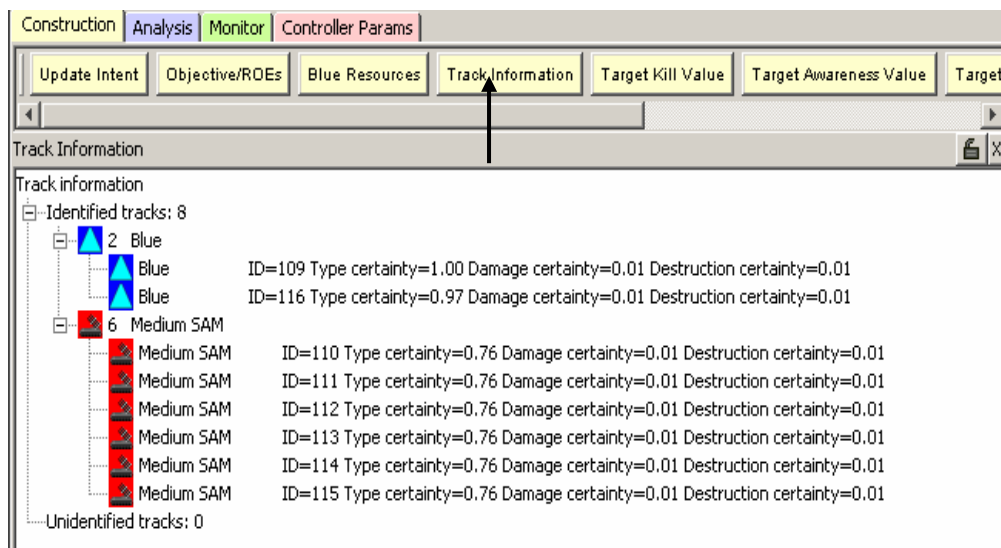 Construction Analysis Monitor Controller Params
Update Intent Objective/ROEs Blue Resources Track Information Target Kill Value Target Awareness Value Target
Track Information X
Track information
Identified tracks: 8
2 Blue
Blue ID=109 Type certainty=1.00 Damage certainty=0.01 Destruction certainty=0.01
Blue ID=116 Type certainty=0.97 Damage certainty=0.01 Destruction certainty=0.01
6 Medium SAM
Medium SAM ID=110 Type certainty=0.76 Damage certainty=0.01 Destruction certainty=0.01
Medium SAM ID=111 Type certainty=0.76 Damage certainty=0.01 Destruction certainty=0.01
Medium SAM ID=112 Type certainty=0.76 Damage certainty=0.01 Destruction certainty=0.01
Medium SAM ID=113 Type certainty=0.76 Damage certainty=0.01 Destruction certainty=0.01
Medium SAM ID=114 Type certainty=0.76 Damage certainty=0.01 Destruction certainty=0.01
Medium SAM ID=115 Type certainty=0.76 Damage certainty=0.01 Destruction certainty=0.01
Unidentified tracks: 0